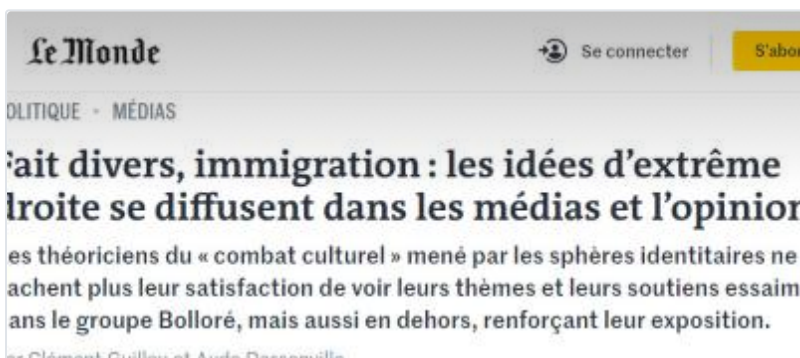 Le Monde
Se connecter
S'abon
OLITIQUE - MÉDIAS
Fait divers, immigration : les idées d'extrême
droite se diffusent dans les médias et l'opinion
es théoriciens du « combat culturel » mené par les sphères identitaires ne
achent plus leur satisfaction de voir leurs thèmes et leurs soutiens essaim
ans le groupe Bolloré, mais aussi en dehors, renforçant leur exposition.